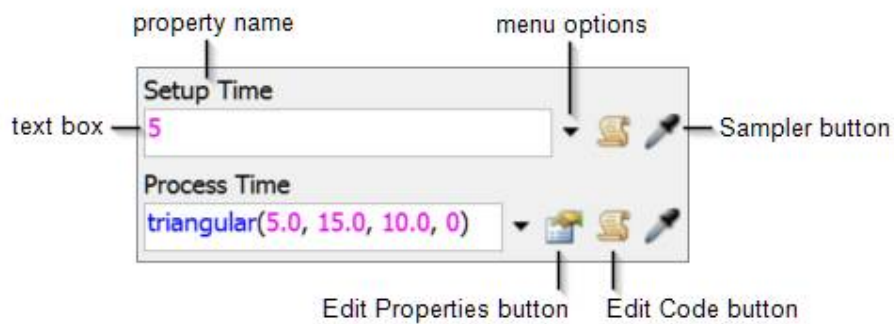 property name
menu options
Setup Time
text box
5
Sampler button
Process Time
triangular(5.0, 15.0, 10.0, 0)
Edit Properties button
Edit Code button